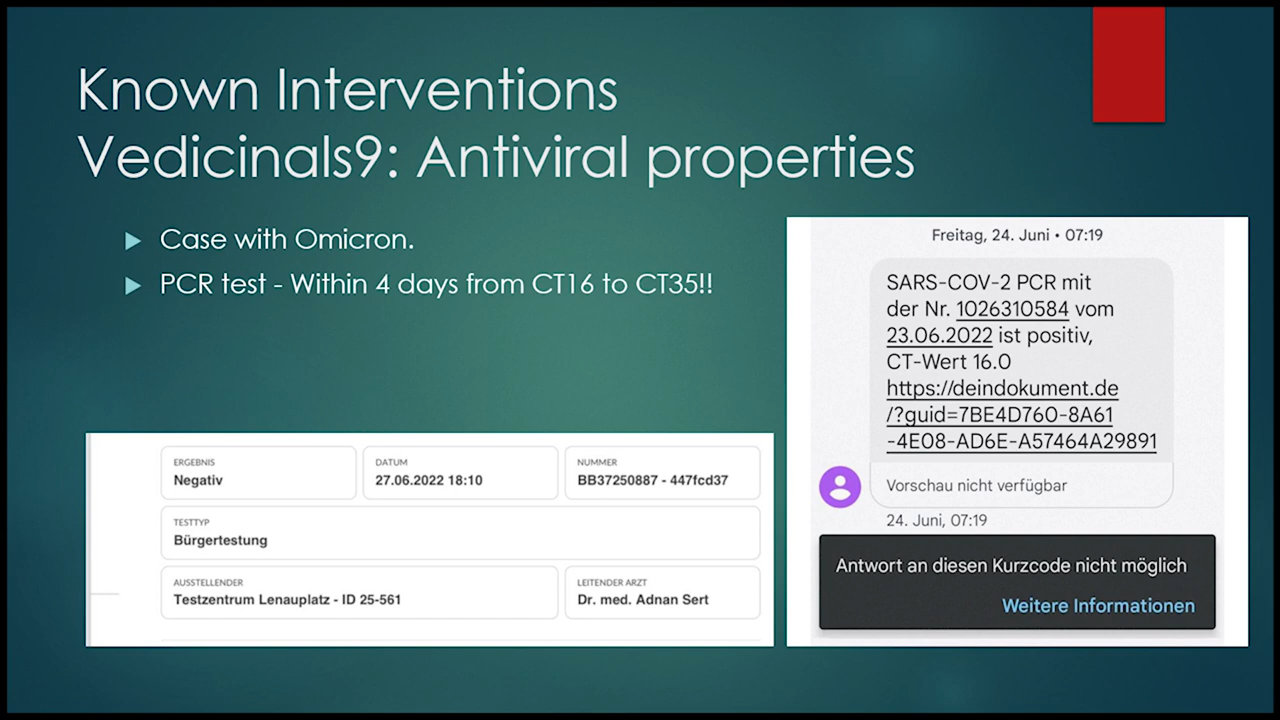 Known Interventions
Vedicinals9: Antiviral properties
Case with Omicron.
PCR test - Within 4 days from CT16 to CT35!!
ERGEBNIS
Negativ
DATUM
27.06.2022 18:10
NUMMER
BB37250887 - 447fcd37
TESTTYP
Bürgertestung
AUSSTELLENDER
Testzentrum Lenauplatz - ID 25-561
LEITENDER ARZT
Dr. med. Adnan Sert
Freitag, 24. Juni • 07:19
SARS-COV-2 PCR mit
der Nr. 1026310584 vom
23.06.2022 ist positiv,
CT-Wert 16.0
https://deindokument.de
/?guid=7BE4D760-8A61
-4E08-AD6E-A57464A29891
Vorschau nicht verfügbar
24. Juni, 07:19
Antwort an diesen Kurzcode nicht möglich
Weitere Informationen